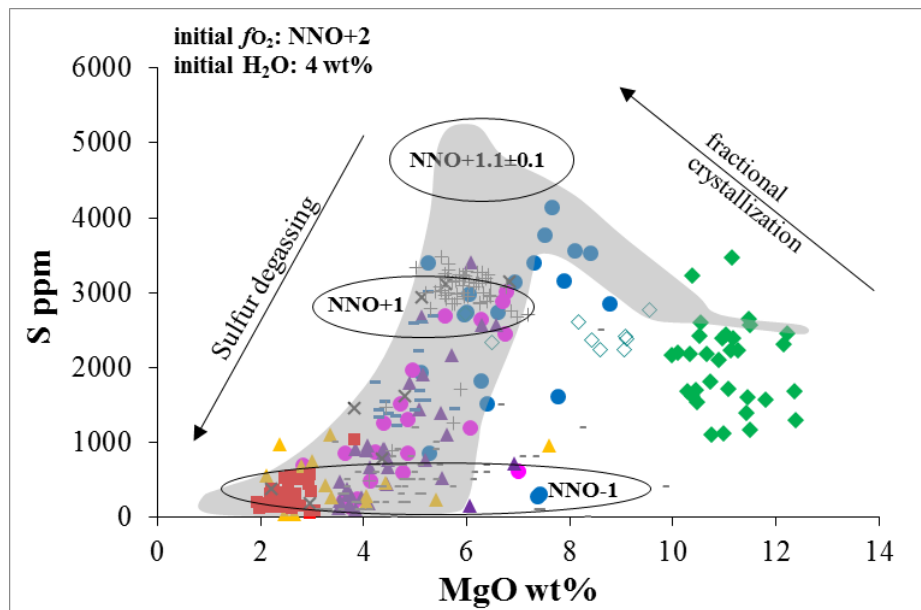 initial fO₂: NNO+2
initial H₂O: 4 wt%
6000
5000
4000
3000
2000
1000
0
S ppm
Sulfur degassing
fractional
crystallization
NNO+1.1±0.1
NNO+1
NNO-1
0
2
4
6
8
10
12
14
MgO wt%